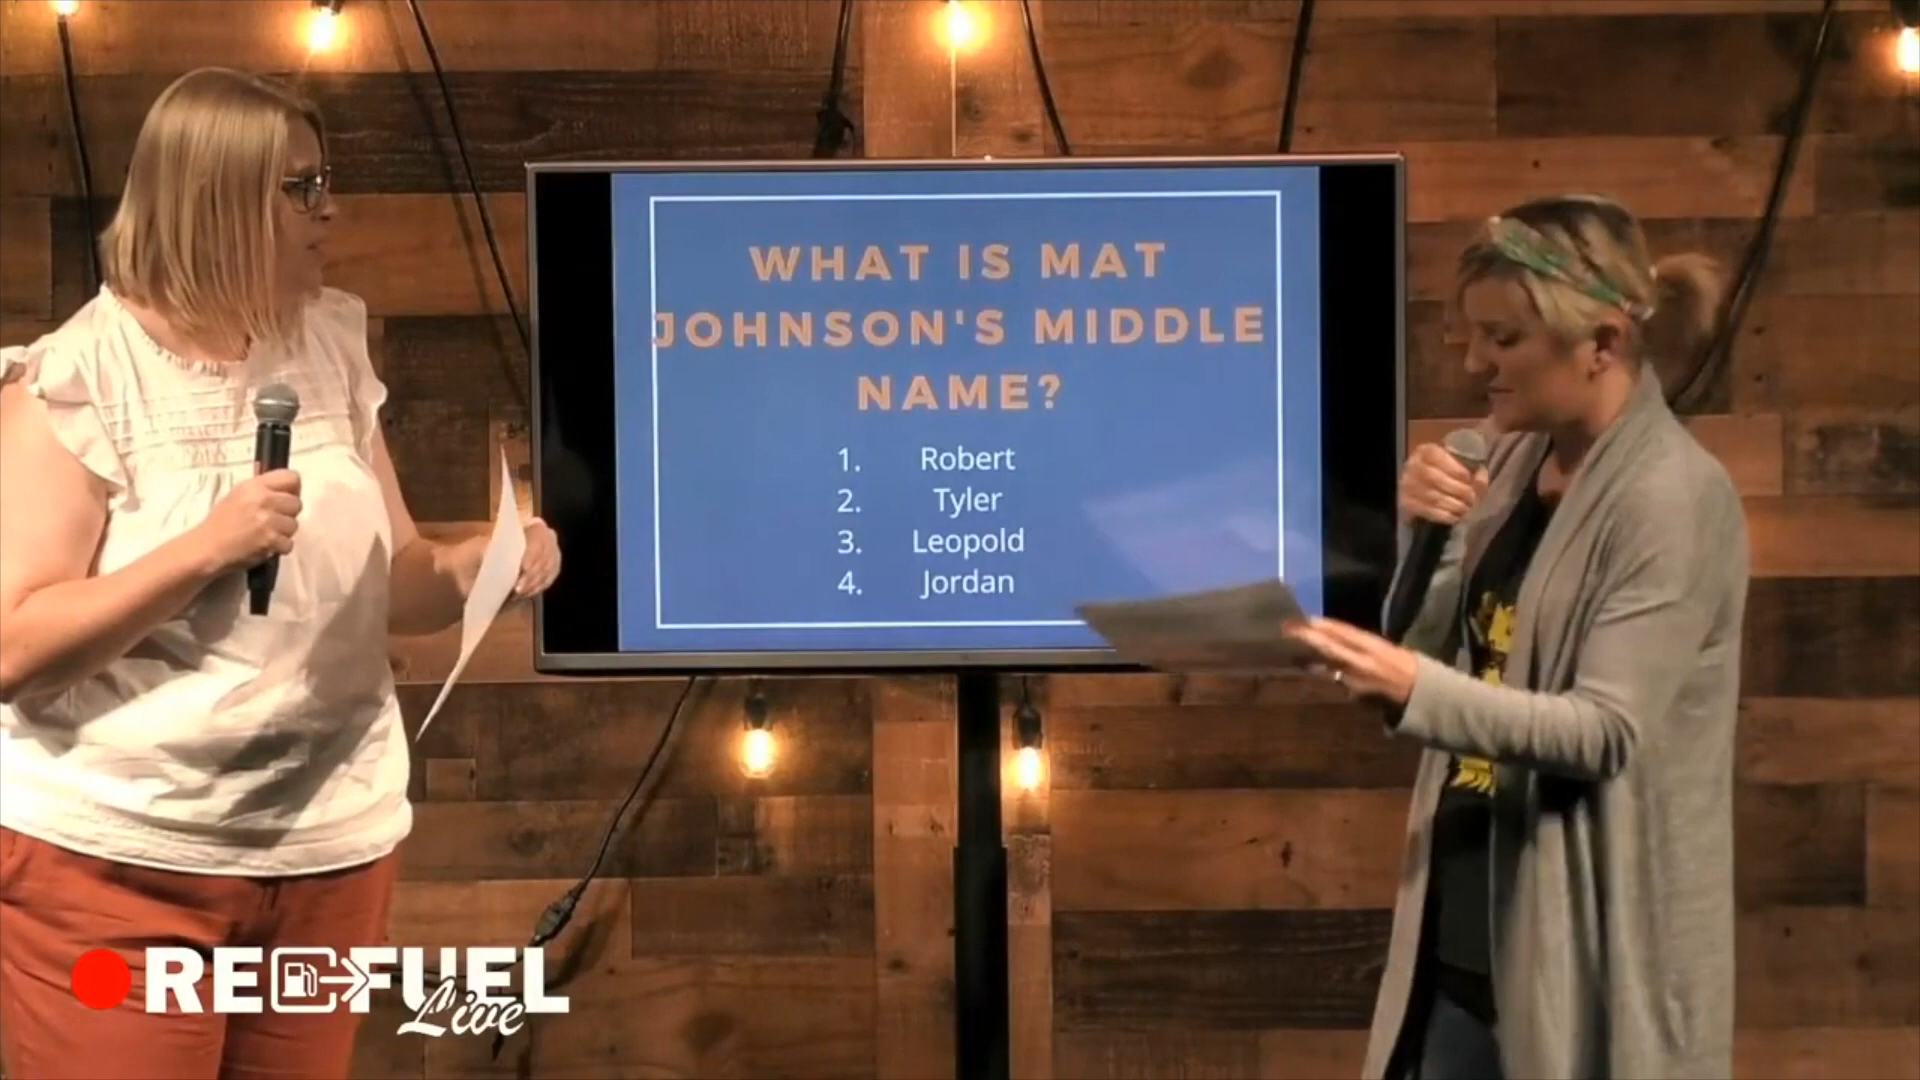 WHAT IS MAT
JOHNSON'S MIDDLE
NAME?
1. Robert
2. Tyler
3. Leopold
4. Jordan
REFUEL
Live